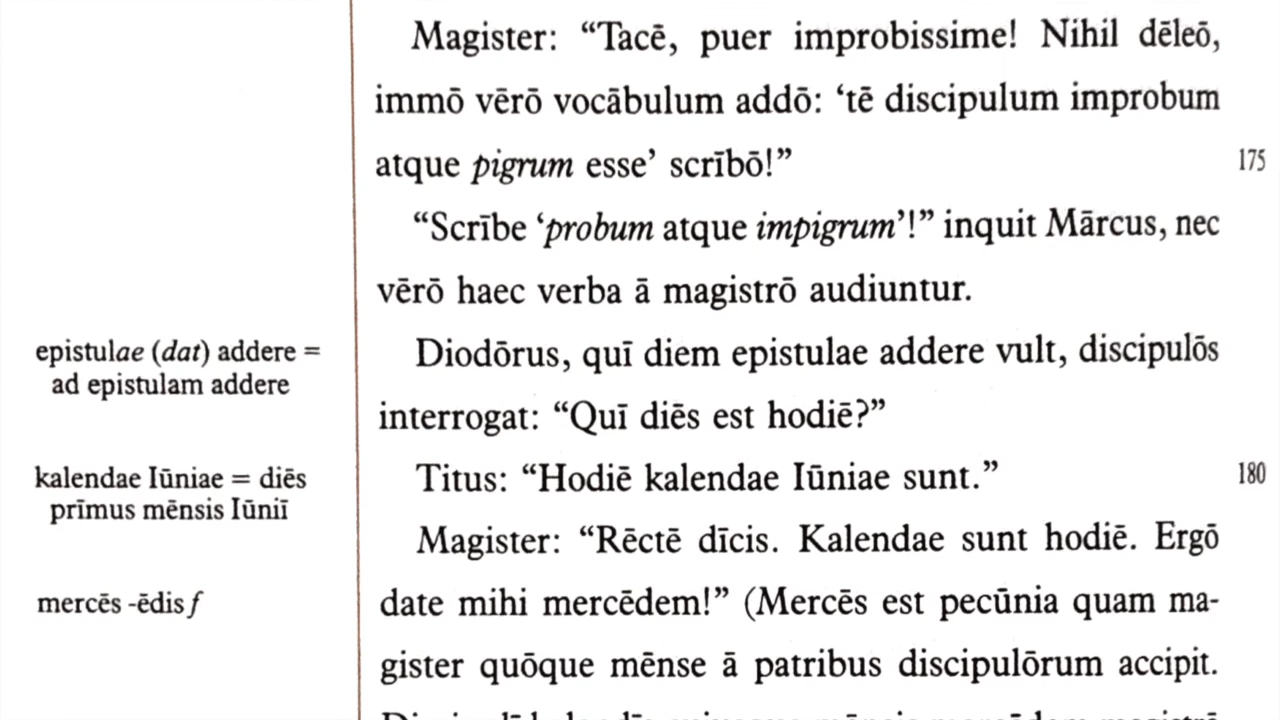 Magister: “Tacē, puer improbissime! Nihil dēleō,
immō vērō vocābulum addō: ‘tē discipulum improbum
atque pigrum esse’ scrībō!”
175
“Scrībe ‘probum atque impigrum’!” inquit Mārcus, nec
vērō haec verba ā magistrō audiuntur.
epistulae (dat) addere =
ad epistulam addere
Diodōrus, quī diem epistulae addere vult, discipulōs
interrogat: “Quī diēs est hodiē?”
kalendae Iūniae = diēs
prīmus mēnsis Iūniī
Titus: “Hodiē kalendae Iūniae sunt.”
180
Magister: “Rēctē dīcis. Kalendae sunt hodiē. Ergō
mercēs -ēdis f
date mihi mercēdem!” (Mercēs est pecūnia quam ma-
gister quōque mēnse ā patribus discipulōrum accipit.